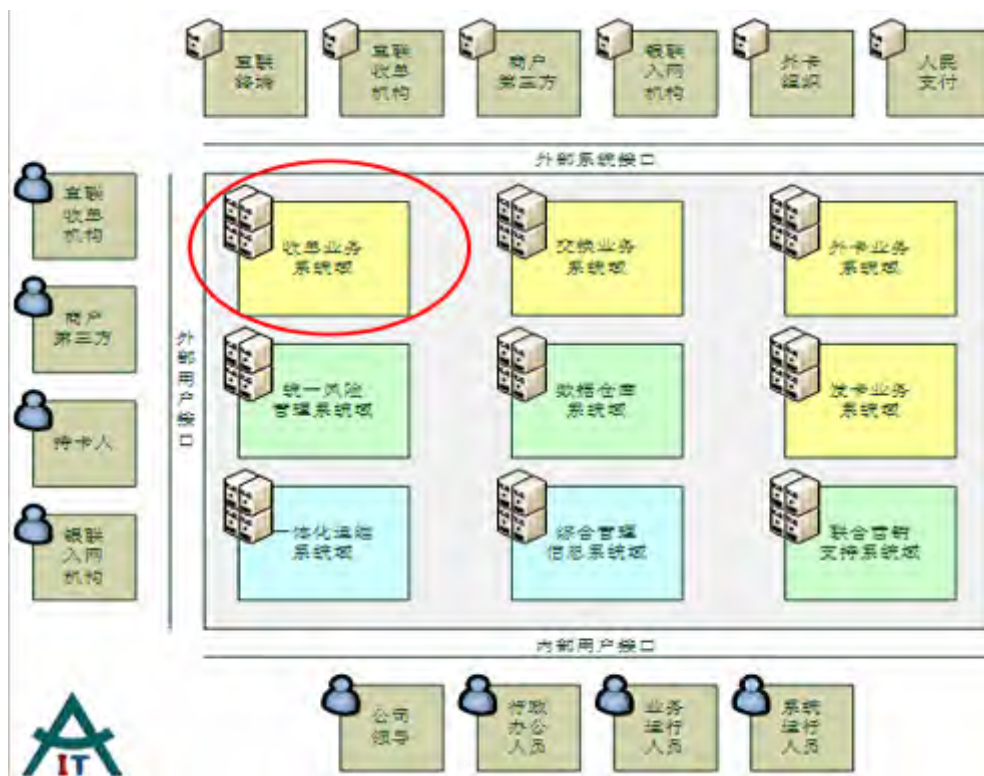 直联
终端
直联
收单
机构
商户
第三方
银联
入网
机构
外卡
组织
人民
支付
外部系统接口
直联
收单
机构
商户
第三方
持卡人
银联
入网
机构
外部用户接口
收单业务
系统域
交换业务
系统域
外卡业务
系统域
统一风险
管理系统域
数据仓库
系统域
发卡业务
系统域
一体化运维
系统域
综合管理
信息系统域
联合营销
支持系统域
内部用户接口
公司
领导
行政
办公
人员
业务
运行
人员
系统
运行
人员
IT